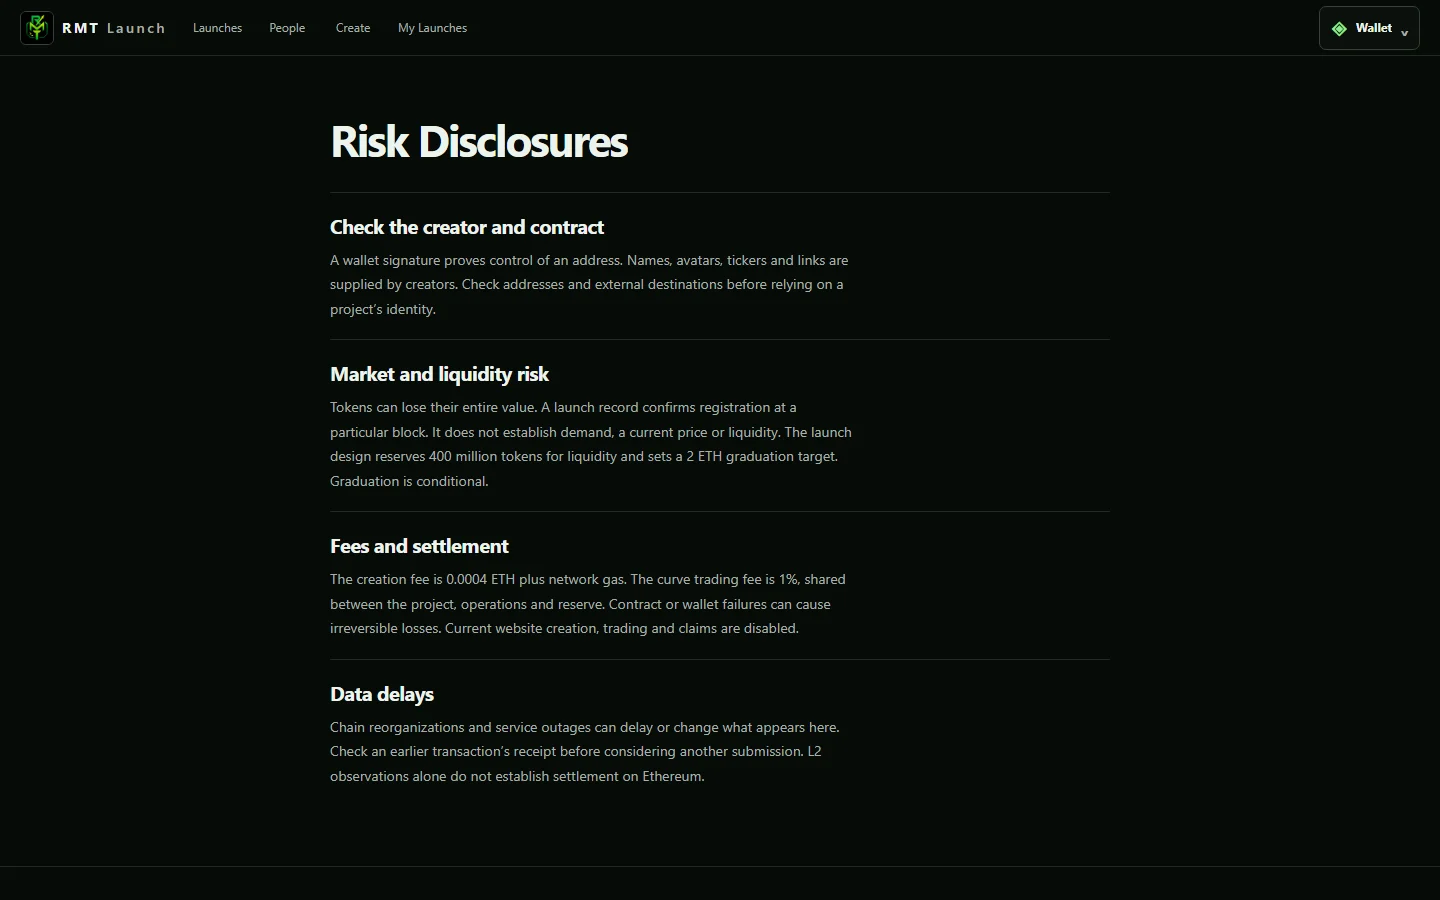 RMT Launch
Launches
People
Create
My Launches
Wallet
Risk Disclosures
Check the creator and contract
A wallet signature proves control of an address. Names, avatars, tickers and links are
supplied by creators. Check addresses and external destinations before relying on a
project’s identity.
Market and liquidity risk
Tokens can lose their entire value. A launch record confirms registration at a
particular block. It does not establish demand, a current price or liquidity. The launch
design reserves 400 million tokens for liquidity and sets a 2 ETH graduation target.
Graduation is conditional.
Fees and settlement
The creation fee is 0.0004 ETH plus network gas. The curve trading fee is 1%, shared
between the project, operations and reserve. Contract or wallet failures can cause
irreversible losses. Current website creation, trading and claims are disabled.
Data delays
Chain reorganizations and service outages can delay or change what appears here.
Check an earlier transaction’s receipt before considering another submission. L2
observations alone do not establish settlement on Ethereum.